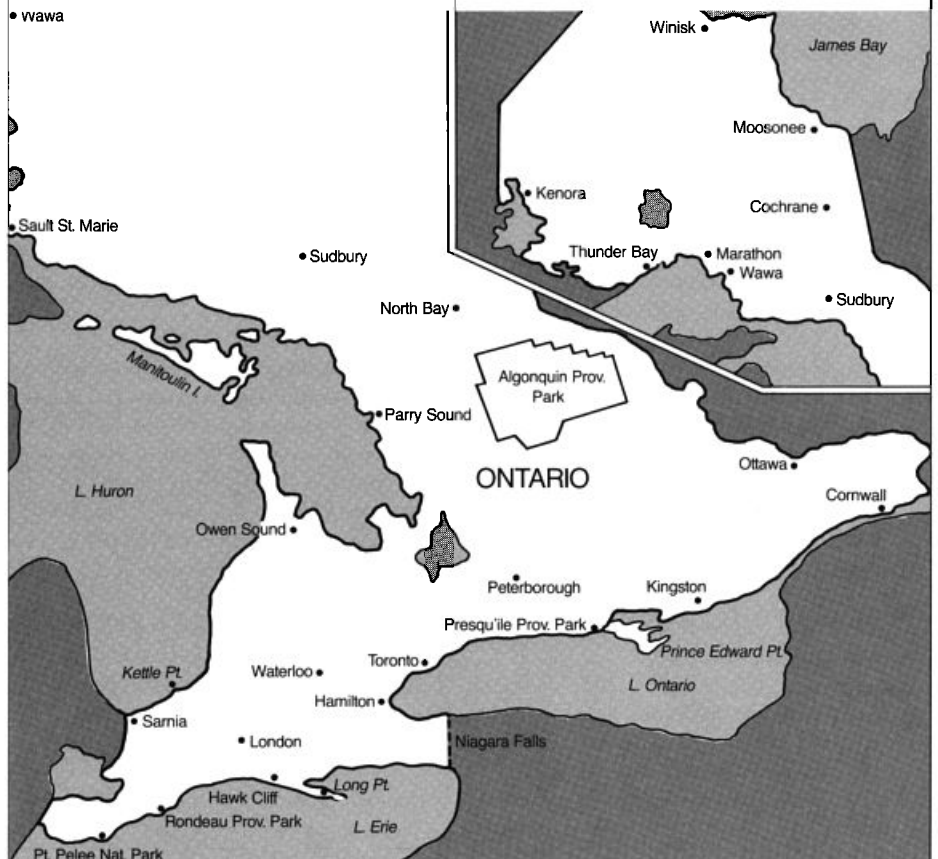 Wawa
Winisk
James Bay
Moosonee
Kenora
Cochrane
Sault St. Marie
Thunder Bay
Marathon
Sudbury
Wawa
Sudbury
North Bay
Manitoulin I.
Algonquin Prov.
Park
Parry Sound
ONTARIO
Ottawa
L. Huron
Cornwall
Owen Sound
Peterborough
Kingston
Presqu'ile Prov. Park
Prince Edward Pt.
Toronto
Kettle Pt.
Waterloo
L. Ontario
Hamilton
Sarnia
London
Niagara Falls
Long Pt.
Hawk Cliff
Rondeau Prov. Park
L. Erie
Pt. Pelee Nat. Park